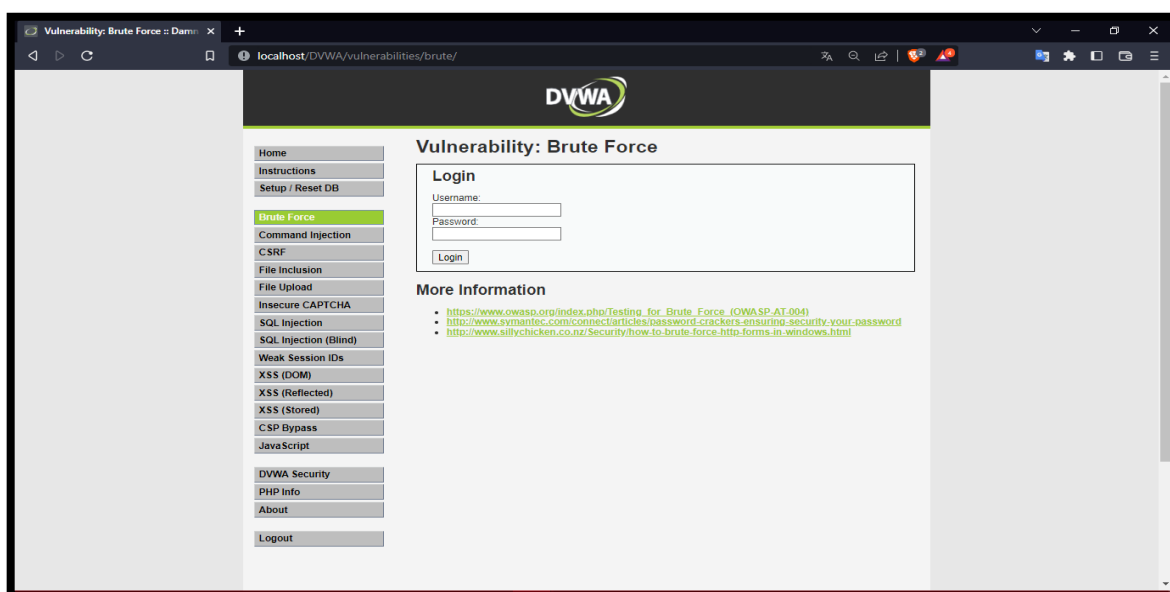 Vulnerability: Brute Force :: Damn
localhost/DVWA/vulnerabilities/brute/
DVWA
Home
Instructions
Setup / Reset DB
Brute Force
Command Injection
CSRF
File Inclusion
File Upload
Insecure CAPTCHA
SQL Injection
SQL Injection (Blind)
Weak Session IDs
XSS (DOM)
XSS (Reflected)
XSS (Stored)
CSP Bypass
JavaScript
DVWA Security
PHP Info
About
Logout
Vulnerability: Brute Force
Login
Username:
Password:
Login
More Information
https://www.owasp.org/index.php/Testing_for_Brute_Force_(OWASP-AT-004)
http://www.symantec.com/connect/articles/password-crackers-ensuring-security-your-password
http://www.sillychicken.co.nz/Security/how-to-brute-force-http-forms-in-windows.html